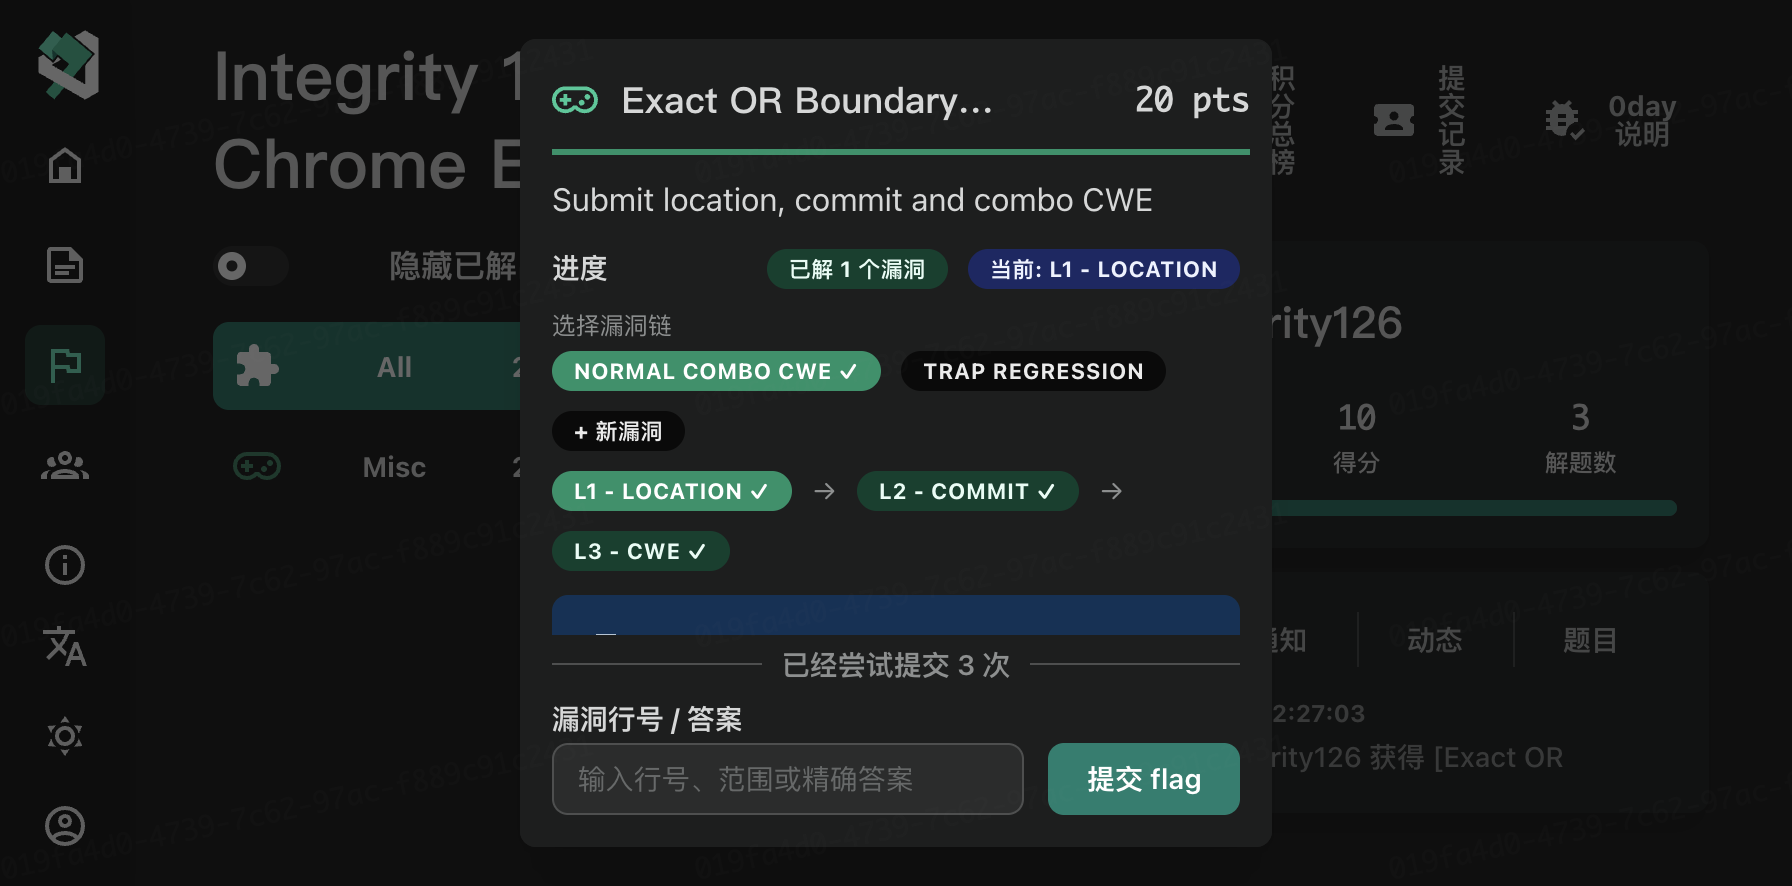 Integrity 1
Chrome E
隐藏已解
All
2
Misc
2
Exact OR Boundary...
20 pts
Submit location, commit and combo CWE
进度
已解 1 个漏洞
当前: L1 - LOCATION
选择漏洞链
NORMAL COMBO CWE ✓
TRAP REGRESSION
+ 新漏洞
L1 - LOCATION ✓ → L2 - COMMIT ✓ →
L3 - CWE ✓
已经尝试提交 3 次
漏洞行号 / 答案
输入行号、范围或精确答案
提交 flag
积分总榜
提交记录
0day
说明
rity126
10
得分
3
解题数
通知
动态
题目
2:27:03
rity126 获得 [Exact OR